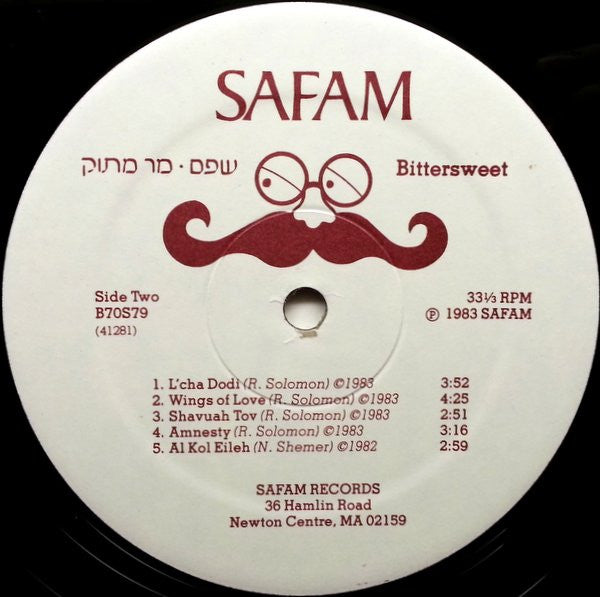 SAFAM
שפם · מר מתוק
Bittersweet
Side Two
B70S79
(41281)
33⅓ RPM
℗ 1983 SAFAM
1. L'cha Dodi (R. Solomon) ©1983 3:52
2. Wings of Love (R. Solomon) ©1983 4:25
3. Shavuah Tov (R. Solomon) ©1983 2:51
4. Amnesty (R. Solomon) ©1983 3:16
5. Al Kol Eileh (N. Shemer) ©1982 2:59
SAFAM RECORDS
36 Hamlin Road
Newton Centre, MA 02159